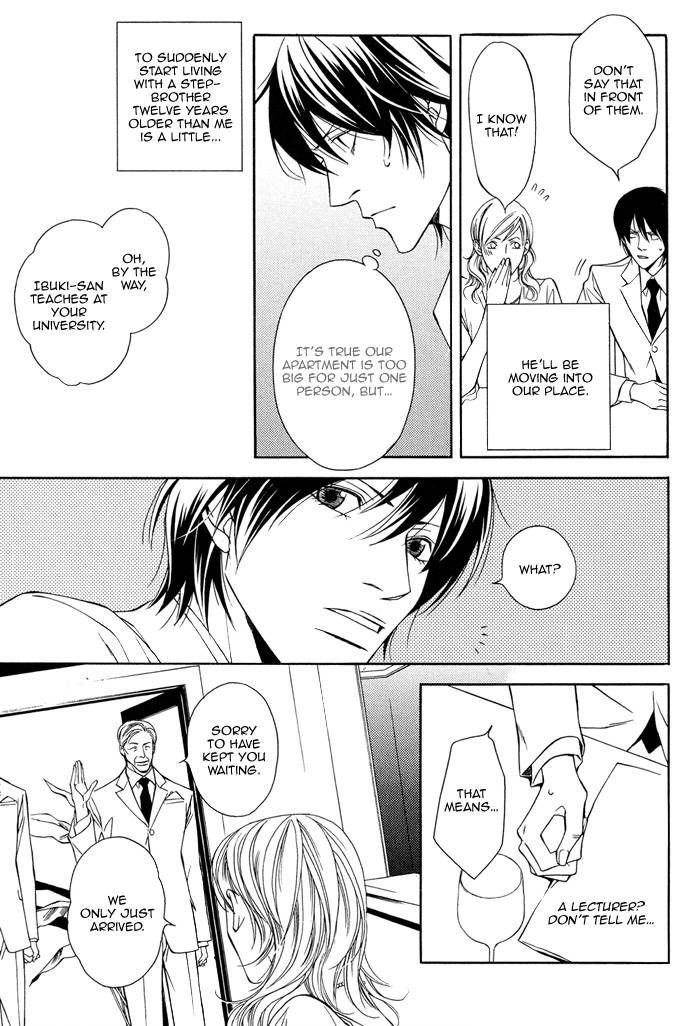 DON'T
SAY THAT
IN FRONT
OF THEM.
I KNOW
THAT!
HE'LL BE
MOVING INTO
OUR PLACE.
IT'S TRUE OUR
APARTMENT IS TOO
BIG FOR JUST ONE
PERSON, BUT...
TO SUDDENLY
START LIVING
WITH A STEP-
BROTHER
TWELVE YEARS
OLDER THAN ME
IS A LITTLE...
OH,
BY THE
WAY,
IBUKI-SAN
TEACHES AT
YOUR
UNIVERSITY.
WHAT?
THAT
MEANS...
A LECTURER?
DON'T TELL ME...
SORRY
TO HAVE
KEPT YOU
WAITING.
WE
ONLY JUST
ARRIVED.